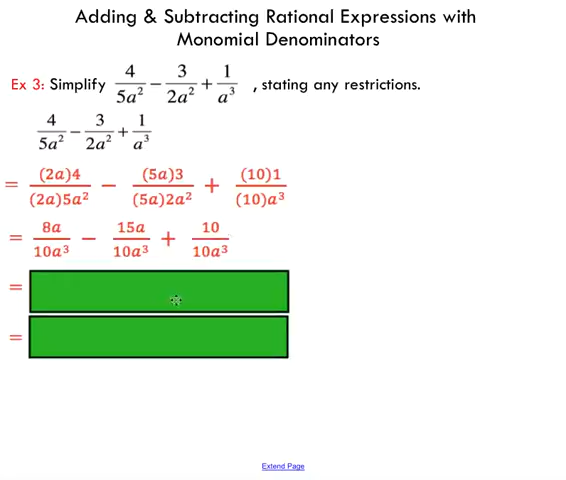 Adding & Subtracting Rational Expressions with
Monomial Denominators
Ex 3: Simplify 4/5a² − 3/2a² + 1/a³ , stating any restrictions.
4/5a² − 3/2a² + 1/a³
= (2a)4/(2a)5a² − (5a)3/(5a)2a² + (10)1/(10)a³
= 8a/10a³ − 15a/10a³ + 10/10a³
=
=
Extend Page